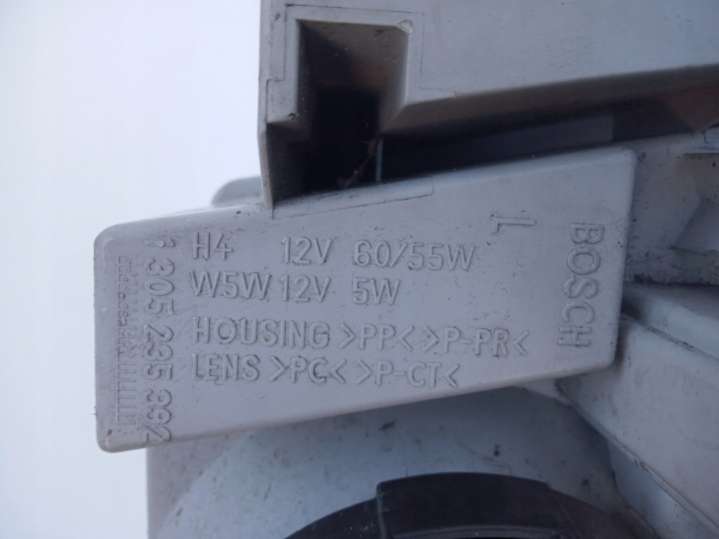 H4 12V 60/55W
W5W 12V 5W
HOUSING >PP< >P-PR<
LENS >PC< >P-CT<
1 305 235 392
L
BOSCH